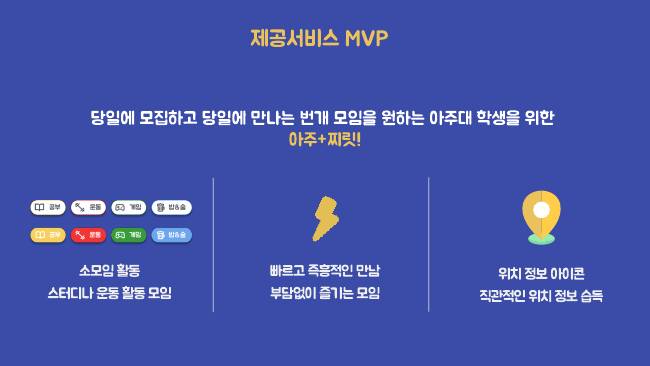 제공서비스 MVP
당일에 모집하고 당일에 만나는 번개 모임을 원하는 아주대 학생을 위한
아주+찌릿!
공부 운동 게임 밥&술
공부 운동 게임 밥&술
소모임 활동
스터디나 운동 활동 모임
빠르고 즉흥적인 만남
부담없이 즐기는 모임
위치 정보 아이콘
직관적인 위치 정보 습득